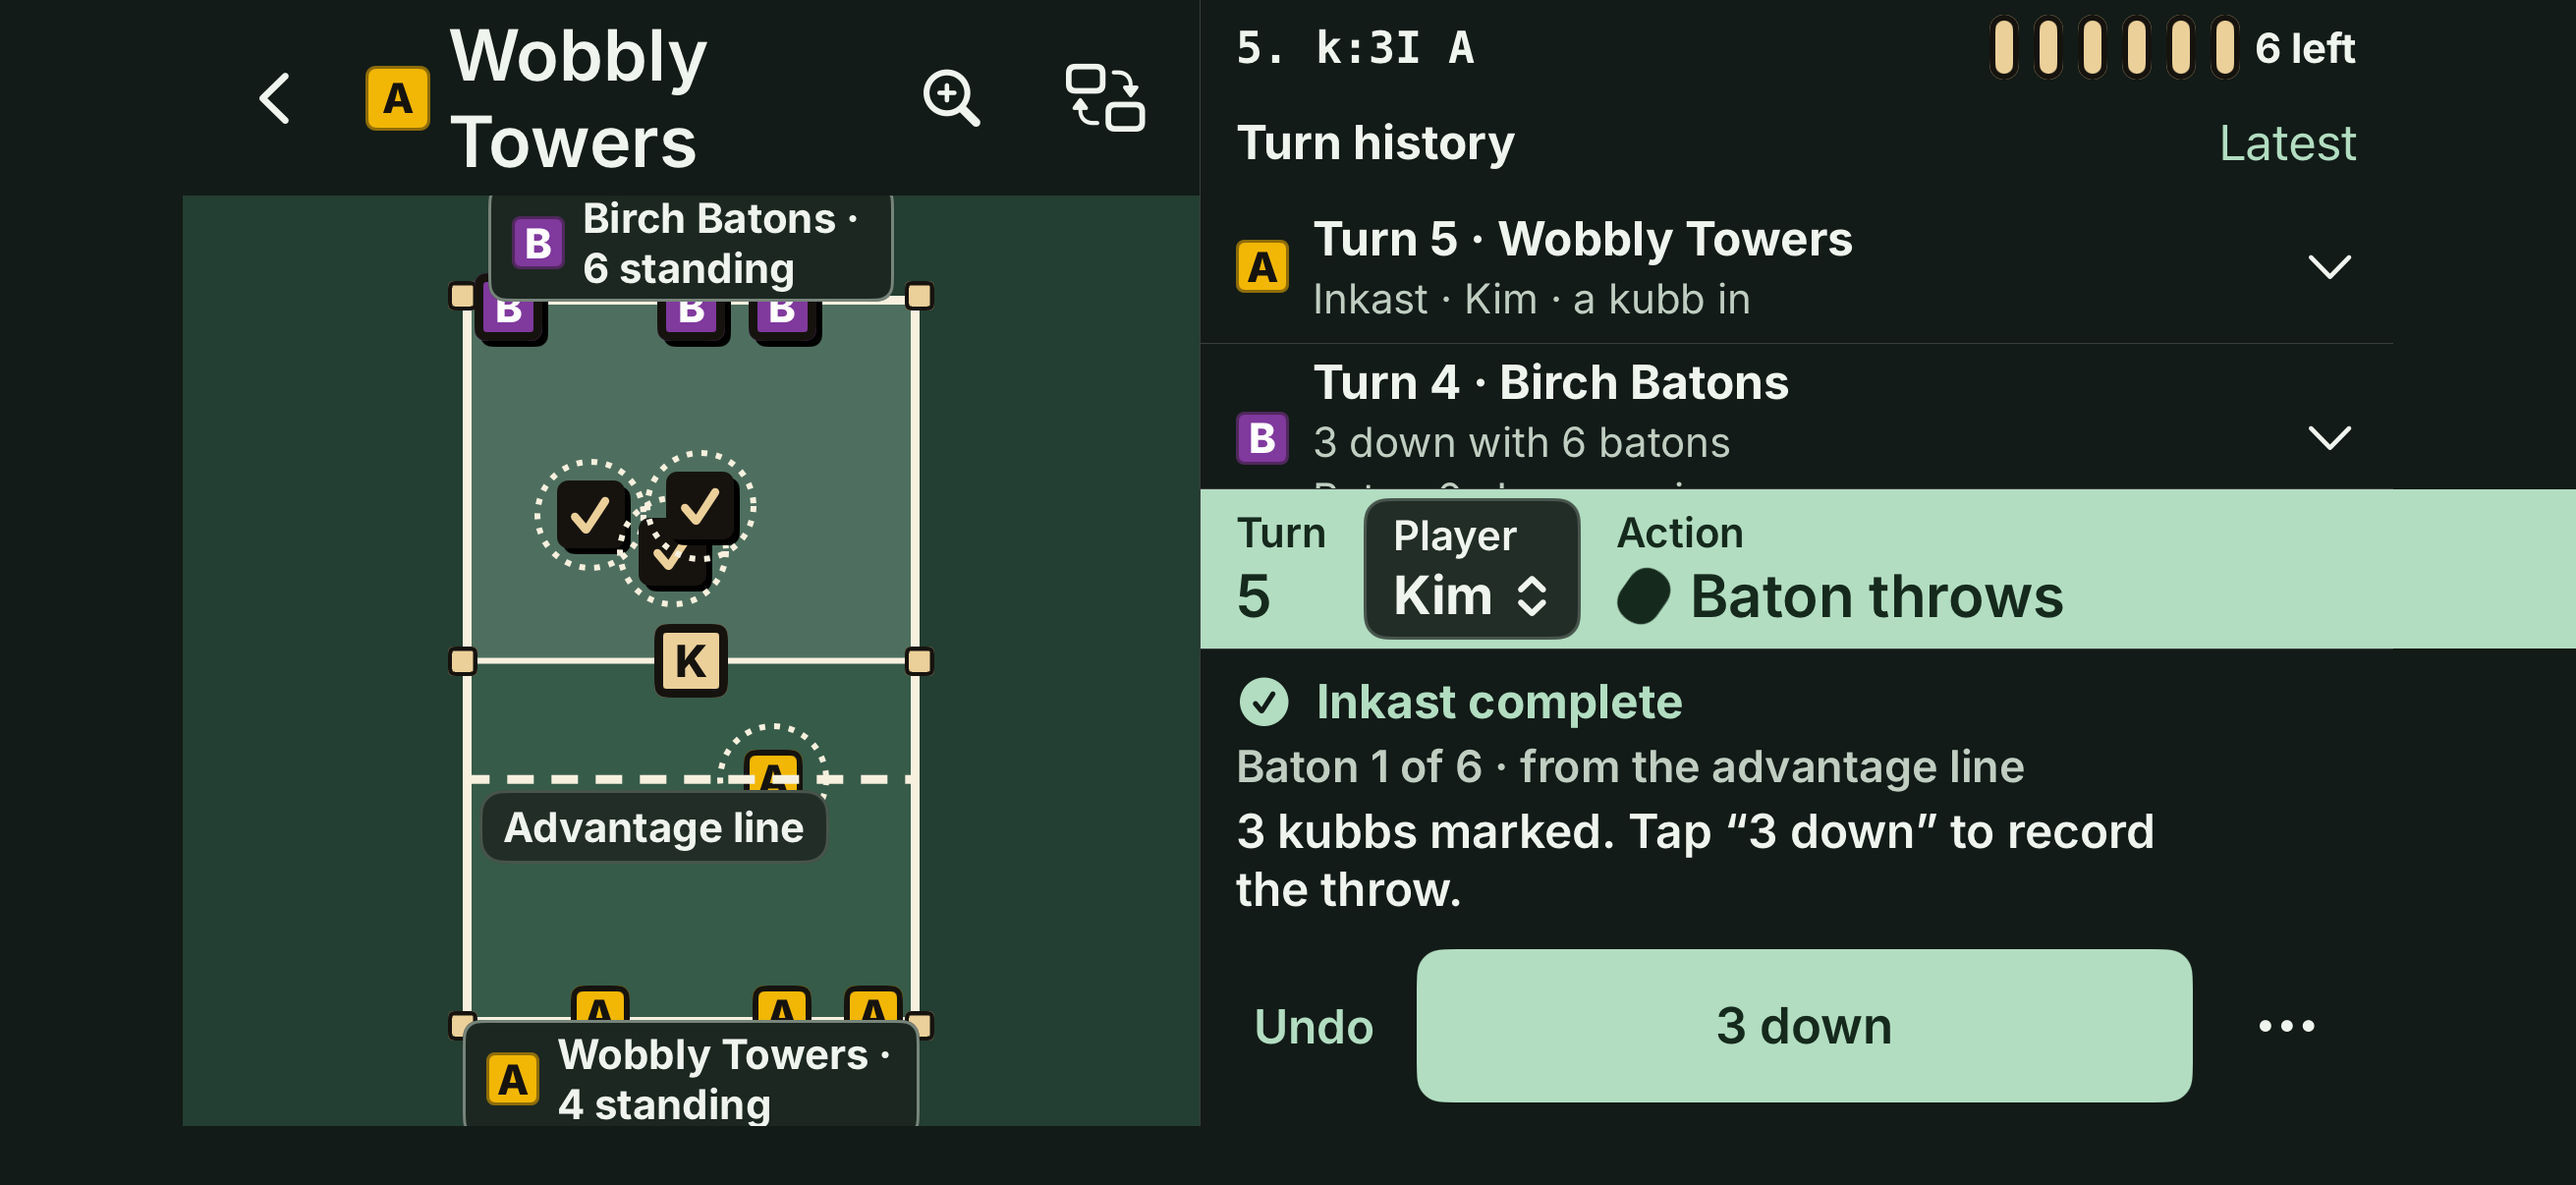 A Wobbly
Towers
B Birch Batons ·
6 standing
B B B
K
A
Advantage line
A A A
A Wobbly Towers ·
4 standing
5. k:3I A
6 left
Turn history
Latest
A Turn 5 · Wobbly Towers
Inkast · Kim · a kubb in
Turn 4 · Birch Batons
B 3 down with 6 batons
Turn
5
Player
Kim
Action
Baton throws
Inkast complete
Baton 1 of 6 · from the advantage line
3 kubbs marked. Tap “3 down” to record
the throw.
Undo
3 down